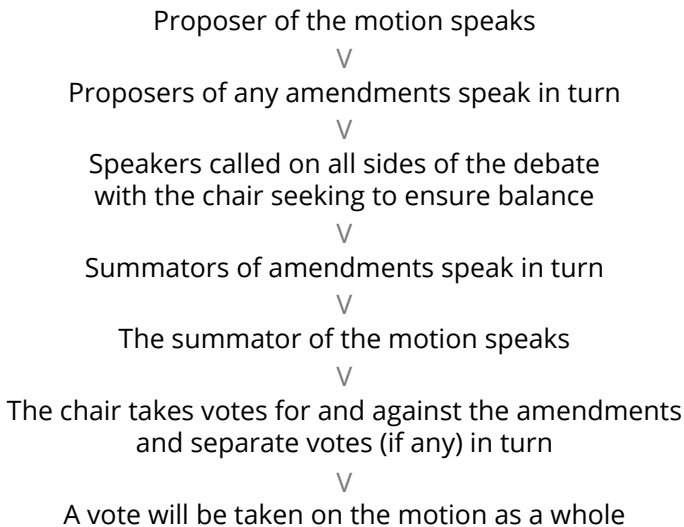 Proposer of the motion speaks
V
Proposers of any amendments speak in turn
V
Speakers called on all sides of the debate
with the chair seeking to ensure balance
V
Summators of amendments speak in turn
V
The summator of the motion speaks
V
The chair takes votes for and against the amendments
and separate votes (if any) in turn
V
A vote will be taken on the motion as a whole